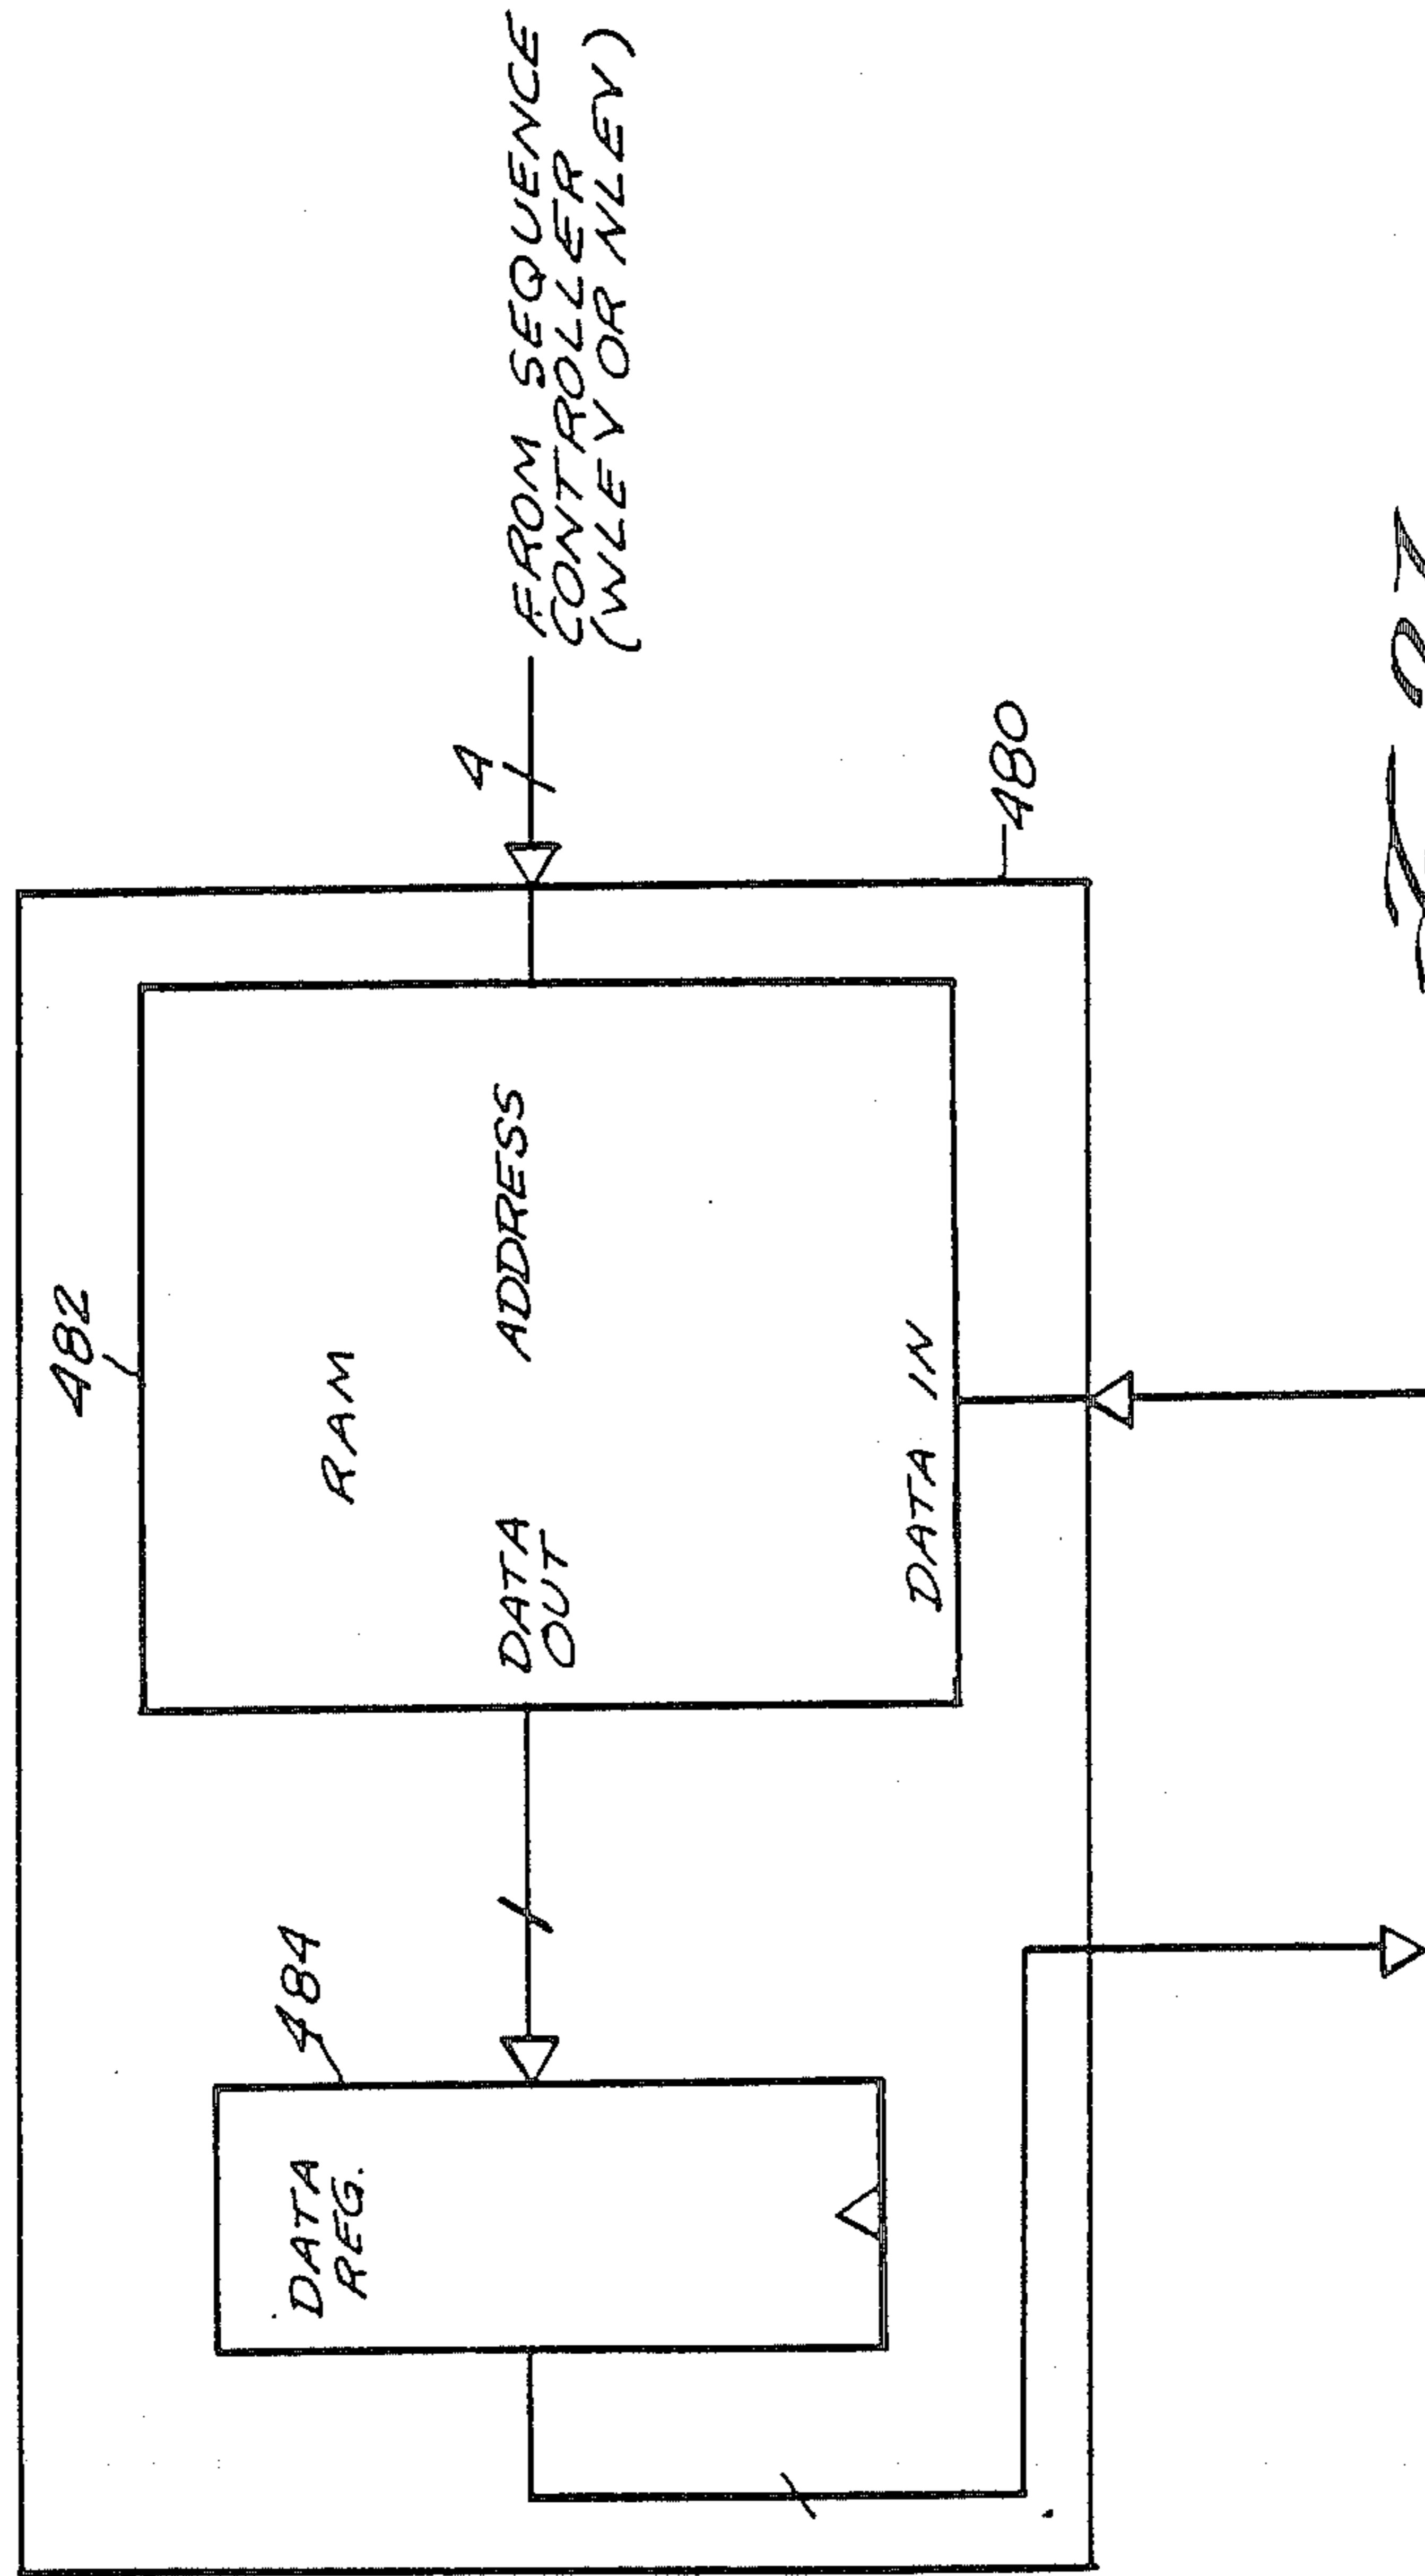 482
484
DATA
REG.
RAM
DATA
OUT
ADDRESS
DATA IN
4
FROM SEQUENCE
CONTROLLER
(WLEV OR NLEV)
480